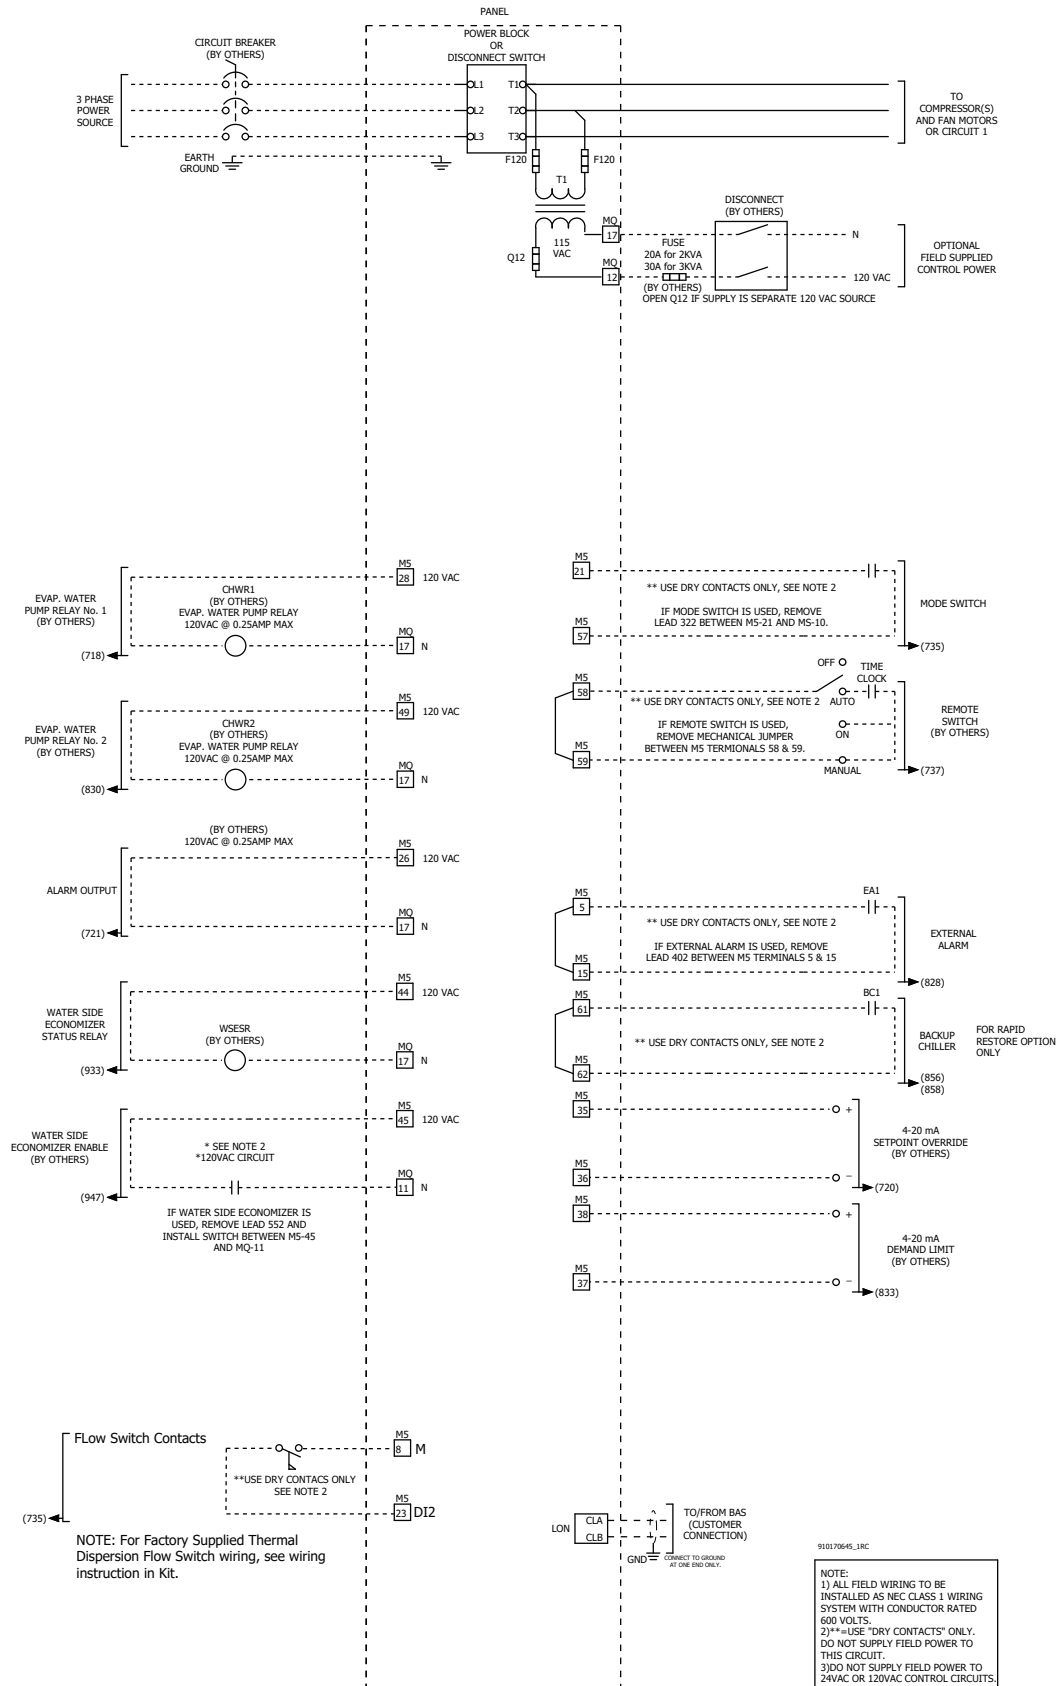 PANEL
POWER BLOCK
OR
DISCONNECT SWITCH
CIRCUIT BREAKER
(BY OTHERS)
3 PHASE
POWER
SOURCE
L1
T1
L2
T2
L3
T3
TO
COMPRESSOR(S)
AND FAN MOTORS
OR CIRCUIT 1
EARTH
GROUND
F120
F120
T1
115
VAC
Q12
MQ
17
MQ
12
DISCONNECT
(BY OTHERS)
FUSE
20A for 2KVA
30A for 3KVA
(BY OTHERS)
N
120 VAC
OPTIONAL
FIELD SUPPLIED
CONTROL POWER
OPEN Q12 IF SUPPLY IS SEPARATE 120 VAC SOURCE
EVAP. WATER
PUMP RELAY No. 1
(BY OTHERS)
(718)
CHWR1
(BY OTHERS)
EVAP. WATER PUMP RELAY
120VAC @ 0.25AMP MAX
M5
28 120 VAC
MQ
17 N
EVAP. WATER
PUMP RELAY No. 2
(BY OTHERS)
(830)
CHWR2
(BY OTHERS)
EVAP. WATER PUMP RELAY
120VAC @ 0.25AMP MAX
M5
49 120 VAC
MQ
17 N
ALARM OUTPUT
(721)
(BY OTHERS)
120VAC @ 0.25AMP MAX
M5
26 120 VAC
MQ
17 N
WATER SIDE
ECONOMIZER
STATUS RELAY
(933)
WSESR
(BY OTHERS)
M5
44 120 VAC
MQ
17 N
WATER SIDE
ECONOMIZER ENABLE
(BY OTHERS)
(947)
* SEE NOTE 2
*120VAC CIRCUIT
M5
45 120 VAC
MQ
11 N
IF WATER SIDE ECONOMIZER IS
USED, REMOVE LEAD 552 AND
INSTALL SWITCH BETWEEN M5-45
AND MQ-11
M5
21
** USE DRY CONTACTS ONLY, SEE NOTE 2
IF MODE SWITCH IS USED, REMOVE
LEAD 322 BETWEEN M5-21 AND MS-10.
M5
57
MODE SWITCH
(735)
M5
58
** USE DRY CONTACTS ONLY, SEE NOTE 2
IF REMOTE SWITCH IS USED,
REMOVE MECHANICAL JUMPER
BETWEEN M5 TERMIONALS 58 & 59.
M5
59
OFF
TIME
CLOCK
AUTO
ON
MANUAL
REMOTE
SWITCH
(BY OTHERS)
(737)
M5
5
** USE DRY CONTACTS ONLY, SEE NOTE 2
IF EXTERNAL ALARM IS USED, REMOVE
LEAD 402 BETWEEN M5 TERMINALS 5 & 15
M5
15
EA1
EXTERNAL
ALARM
(828)
M5
61
** USE DRY CONTACTS ONLY, SEE NOTE 2
M5
62
BC1
BACKUP
CHILLER
FOR RAPID
RESTORE OPTION
ONLY
(856)
(858)
M5
35
+
M5
36
–
4-20 mA
SETPOINT OVERRIDE
(BY OTHERS)
(720)
M5
38
+
M5
37
–
4-20 mA
DEMAND LIMIT
(BY OTHERS)
(833)
FLow Switch Contacts
(735)
**USE DRY CONTACS ONLY
SEE NOTE 2
M5
8 M
M5
23 DI2
NOTE: For Factory Supplied Thermal
Dispersion Flow Switch wiring, see wiring
instruction in Kit.
LON
CLA
CLB
GND
CONNECT TO GROUND
AT ONE END ONLY.
TO/FROM BAS
(CUSTOMER
CONNECTION)
910170645_1RC
NOTE:
1) ALL FIELD WIRING TO BE
INSTALLED AS NEC CLASS 1 WIRING
SYSTEM WITH CONDUCTOR RATED
600 VOLTS.
2)**=USE "DRY CONTACTS" ONLY.
DO NOT SUPPLY FIELD POWER TO
THIS CIRCUIT.
3)DO NOT SUPPLY FIELD POWER TO
24VAC OR 120VAC CONTROL CIRCUITS.